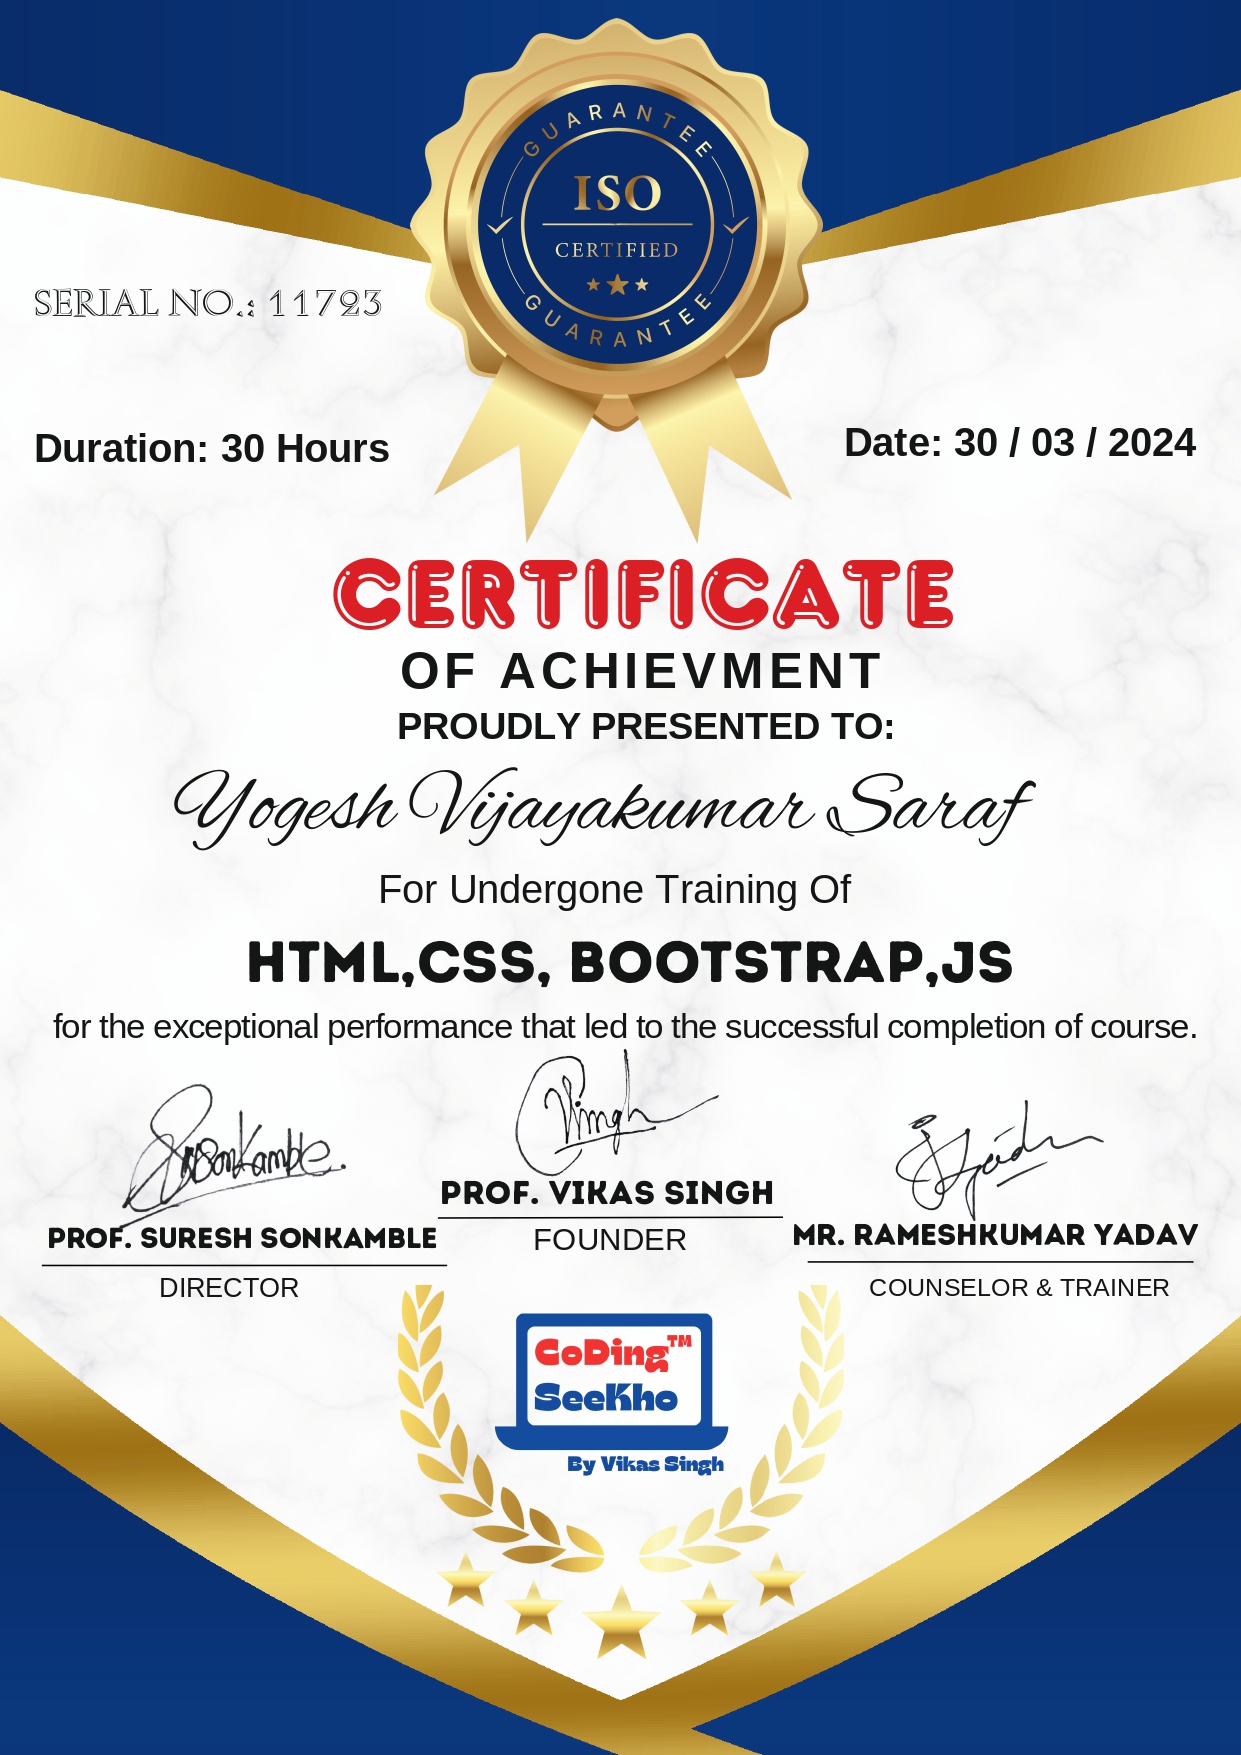 GUARANTEE
ISO
CERTIFIED
GUARANTEE
SERIAL NO.: 11723
Duration: 30 Hours
Date: 30 / 03 / 2024
CERTIFICATE
OF ACHIEVMENT
PROUDLY PRESENTED TO:
Yogesh Vijayakumar Saraf
For Undergone Training Of
HTML,CSS, BOOTSTRAP,JS
for the exceptional performance that led to the successful completion of course.
PROF. SURESH SONKAMBLE
DIRECTOR
PROF. VIKAS SINGH
FOUNDER
MR. RAMESHKUMAR YADAV
COUNSELOR & TRAINER
CoDing™
SeeKho
By Vikas Singh